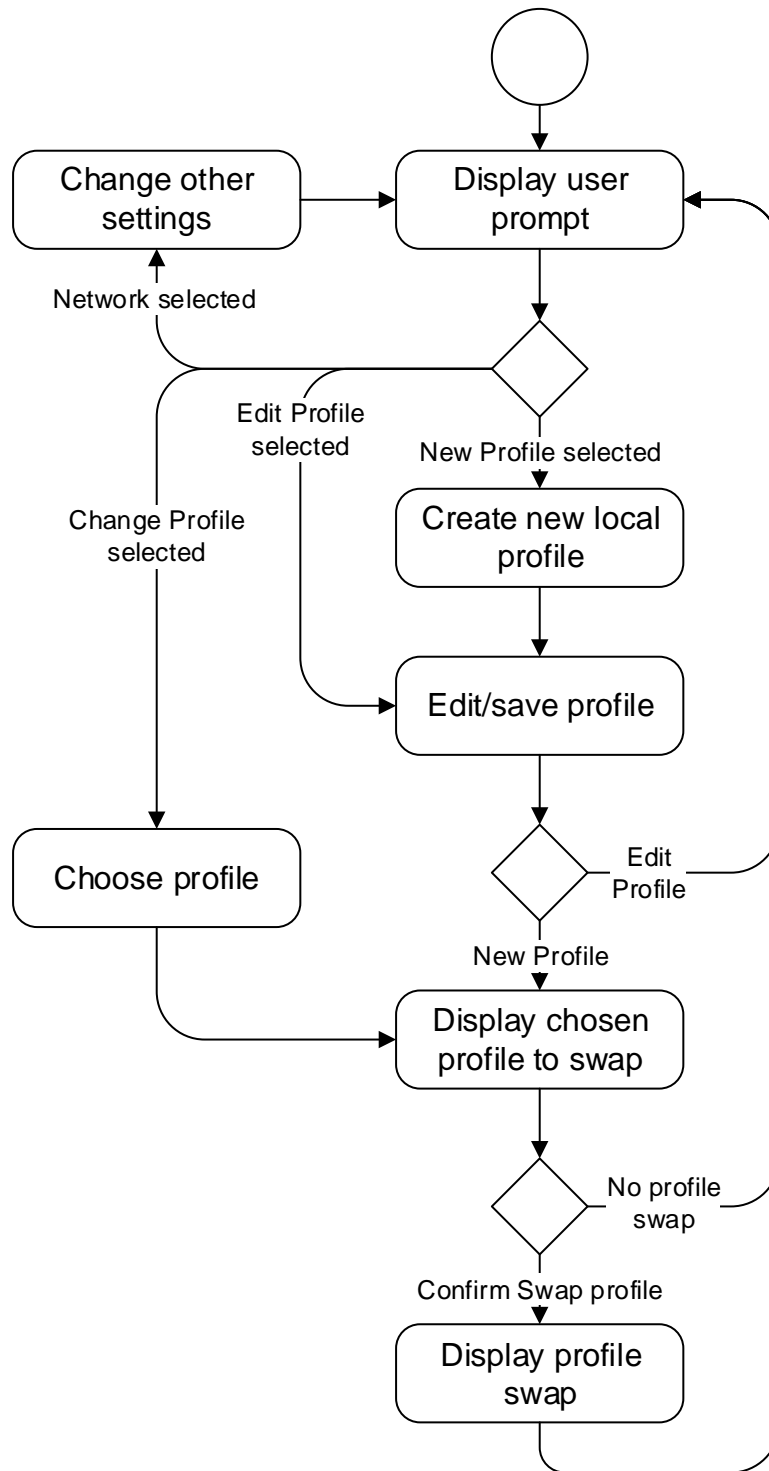 Change other
settings
Display user
prompt
Network selected
Edit Profile
selected
New Profile selected
Change Profile
selected
Create new local
profile
Edit/save profile
Choose profile
Edit
Profile
New Profile
Display chosen
profile to swap
No profile
swap
Confirm Swap profile
Display profile
swap